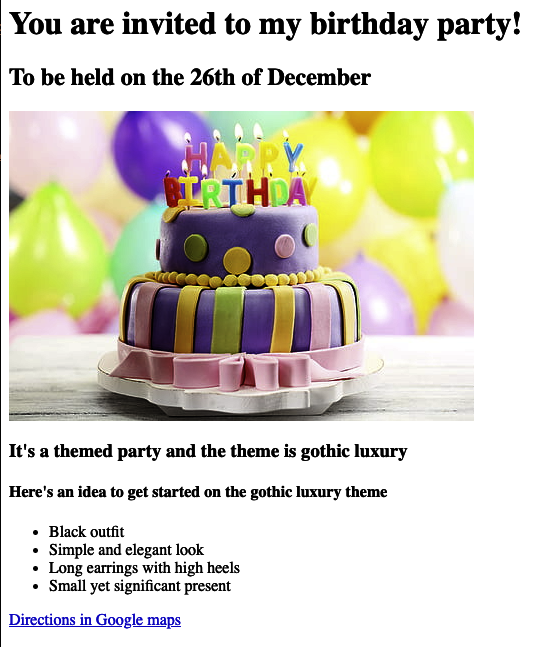 You are invited to my birthday party!
To be held on the 26th of December
HAPPY
BIRTHDAY
It's a themed party and the theme is gothic luxury
Here's an idea to get started on the gothic luxury theme
Black outfit
Simple and elegant look
Long earrings with high heels
Small yet significant present
Directions in Google maps